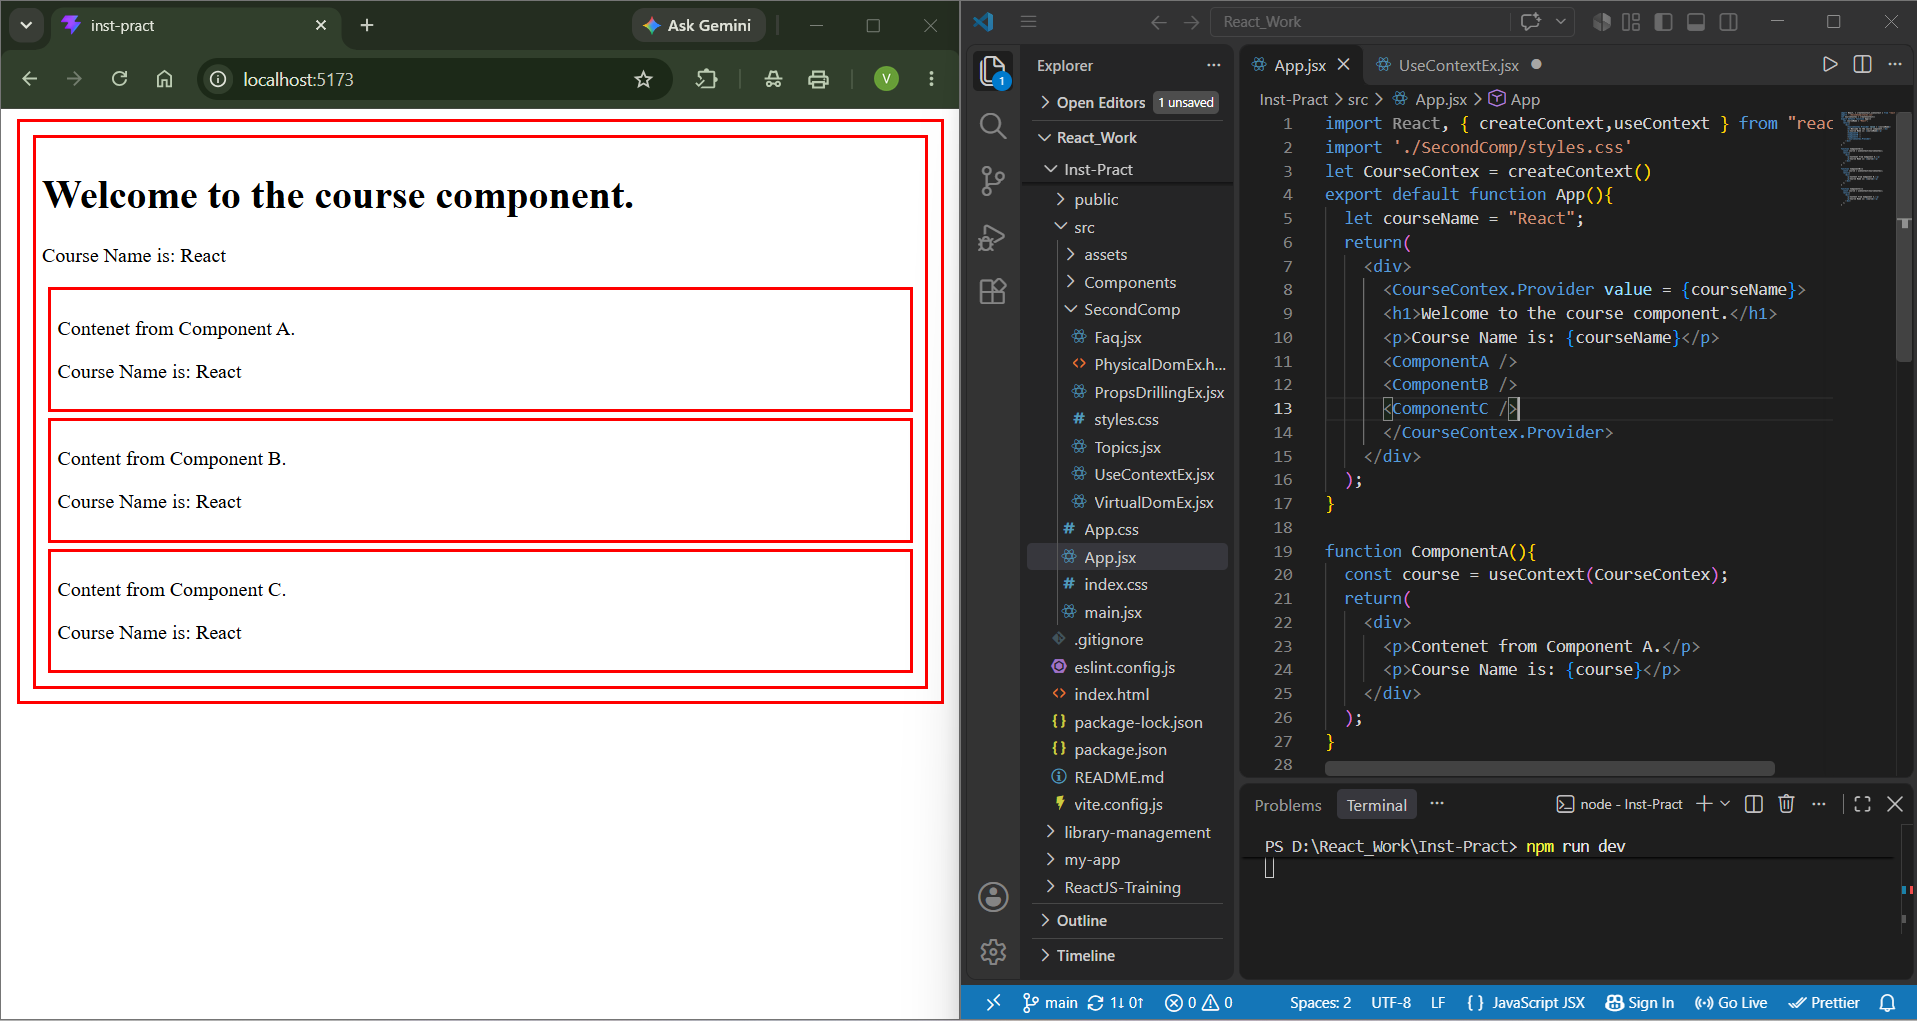 inst-pract
Ask Gemini
localhost:5173
V
Welcome to the course component.
Course Name is: React
Contenet from Component A.
Course Name is: React
Content from Component B.
Course Name is: React
Content from Component C.
Course Name is: React
React_Work
1
Explorer
Open Editors 1 unsaved
React_Work
Inst-Pract
public
src
assets
Components
SecondComp
Faq.jsx
PhysicalDomEx.h...
PropsDrillingEx.jsx
styles.css
Topics.jsx
UseContextEx.jsx
VirtualDomEx.jsx
App.css
App.jsx
index.css
main.jsx
.gitignore
eslint.config.js
index.html
package-lock.json
package.json
README.md
vite.config.js
library-management
my-app
ReactJS-Training
Outline
Timeline
App.jsx UseContextEx.jsx
Inst-Pract > src > App.jsx > App
1 import React, { createContext,useContext } from "reac
2 import './SecondComp/styles.css'
3 let CourseContex = createContext()
4 export default function App(){
5 let courseName = "React";
6 return(
7 <div>
8 <CourseContex.Provider value = {courseName}>
9 <h1>Welcome to the course component.</h1>
10 <p>Course Name is: {courseName}</p>
11 <ComponentA />
12 <ComponentB />
13 <ComponentC />
14 </CourseContex.Provider>
15 </div>
16 );
17 }
18
19 function ComponentA(){
20 const course = useContext(CourseContex);
21 return(
22 <div>
23 <p>Contenet from Component A.</p>
24 <p>Course Name is: {course}</p>
25 </div>
26 );
27 }
28
Problems Terminal ... node - Inst-Pract
PS D:\React_Work\Inst-Pract> npm run dev
main 1↓ 0↑ 0 0 Spaces: 2 UTF-8 LF { } JavaScript JSX Sign In Go Live Prettier